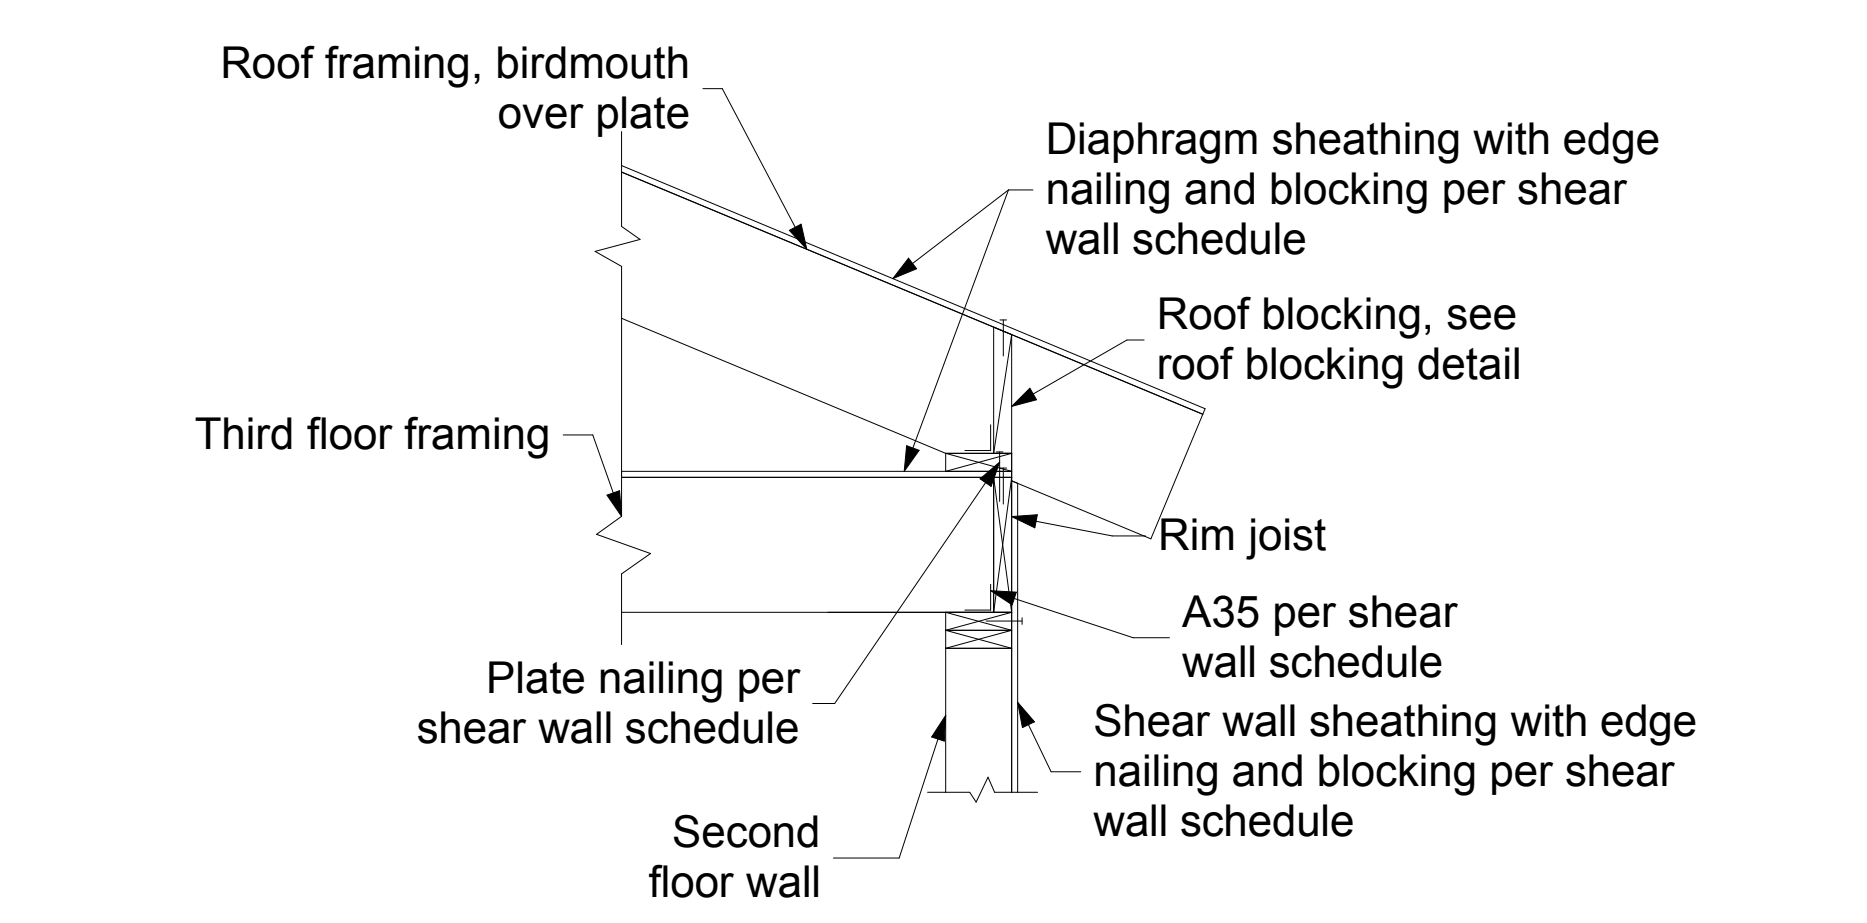 Roof framing, birdmouth
over plate
Diaphragm sheathing with edge
nailing and blocking per shear
wall schedule
Roof blocking, see
roof blocking detail
Third floor framing
Rim joist
A35 per shear
wall schedule
Plate nailing per
shear wall schedule
Shear wall sheathing with edge
nailing and blocking per shear
wall schedule
Second
floor wall